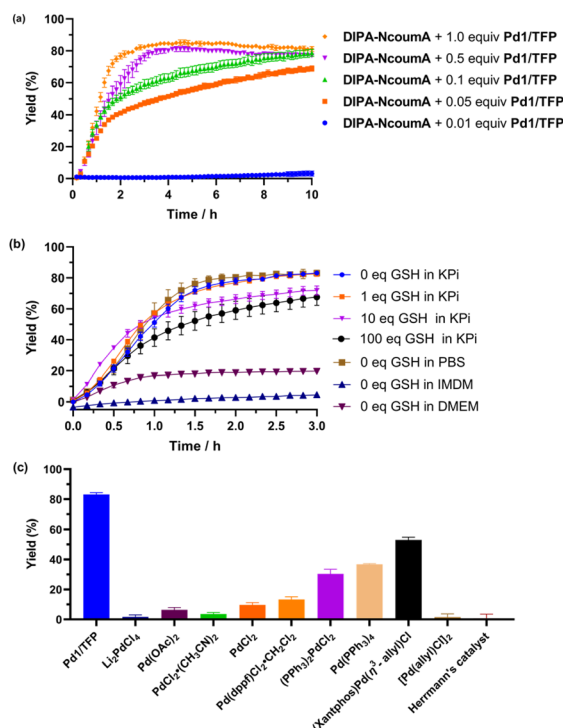 (a)
Yield (%)
100
80
60
40
20
0
0
2
4
6
8
10
Time / h
DIPA-NcoumA + 1.0 equiv Pd1/TFP
DIPA-NcoumA + 0.5 equiv Pd1/TFP
DIPA-NcoumA + 0.1 equiv Pd1/TFP
DIPA-NcoumA + 0.05 equiv Pd1/TFP
DIPA-NcoumA + 0.01 equiv Pd1/TFP
(b)
Yield (%)
100
80
60
40
20
0
0.0
0.5
1.0
1.5
2.0
2.5
3.0
Time / h
0 eq GSH in KPi
1 eq GSH in KPi
10 eq GSH in KPi
100 eq GSH in KPi
0 eq GSH in PBS
0 eq GSH in IMDM
0 eq GSH in DMEM
(c)
Yield (%)
100
80
60
40
20
0
Pd1/TFP
Li₂PdCl₄
Pd(OAc)₂
PdCl₂•(CH₃CN)₂
PdCl₂
Pd(dppf)Cl₂•CH₂Cl₂
(PPh₃)₂PdCl₂
Pd(PPh₃)₄
(Xantphos)Pd(η³ - allyl)Cl
[Pd(allyl)Cl]₂
Herrmann's catalyst